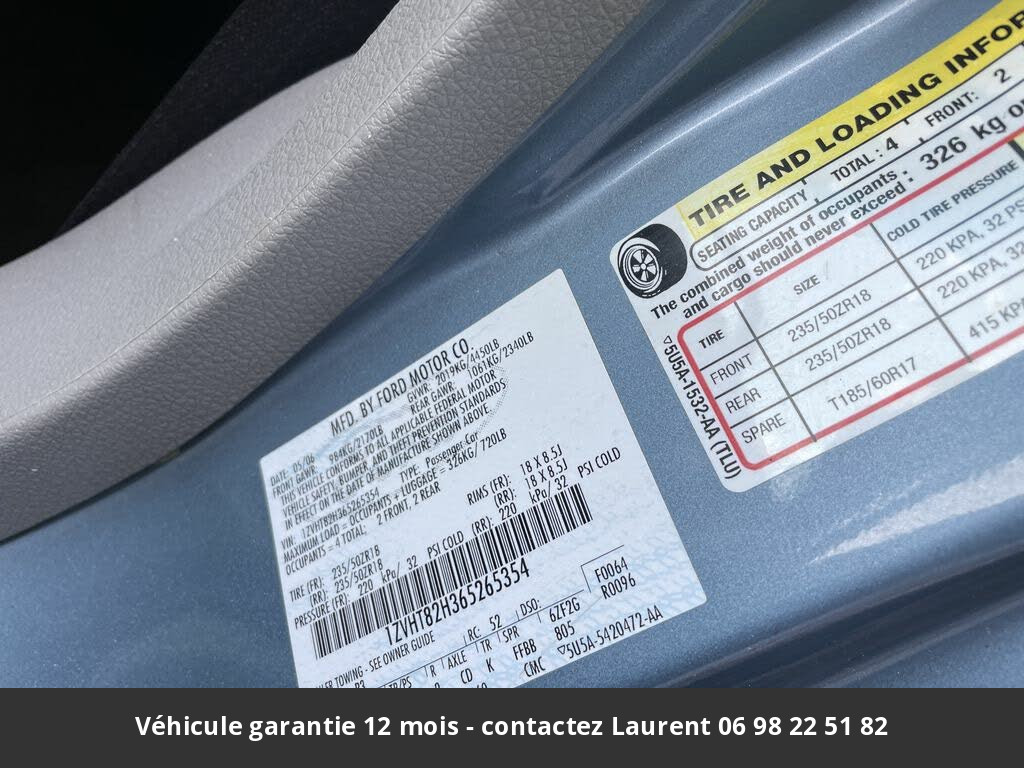 MFD. BY FORD MOTOR CO.
DATE: 05/06 GVWR: 2019KG/4450LB
FRONT GAWR: 984KG/2170LB REAR GAWR: 1061KG/2340LB
THIS VEHICLE CONFORMS TO ALL APPLICABLE FEDERAL MOTOR
VEHICLE SAFETY, BUMPER, AND THEFT PREVENTION STANDARDS
IN EFFECT ON THE DATE OF MANUFACTURE SHOWN ABOVE.
VIN: 1ZVHT82H365265354 TYPE: Passenger Car
MAXIMUM LOAD = OCCUPANTS + LUGGAGE = 326KG/ 720LB
OCCUPANTS = 4 TOTAL; 2 FRONT, 2 REAR
TIRE (FR): 235/50ZR18 RIMS (FR): 18 X 8.5J
(RR): 235/50ZR18 (RR): 18 X 8.5J
PRESSURE (FR): 220 kPa/ 32 PSI COLD (RR): 220 kPa/ 32 PSI COLD
1ZVHT82H365265354
TOWING - SEE OWNER GUIDE RC: 52 DSO: F0064
R AXLE TR SPR 6ZF2G R0096
CD K FFBB 805
CMC ▽5U5A-5420472-AA
TIRE AND LOADING
SEATING CAPACITY TOTAL : 4 , FRONT: 2
The combined weight of occupants
and cargo should never exceed : 326 kg
TIRE SIZE COLD TIRE PRESSURE
FRONT 235/50ZR18 220 KPA, 32 PSI
REAR 235/50ZR18 220 KPA, 32
SPARE T185/60R17 415 KPA
▽5U5A-1532-AA (TLU)
Véhicule garantie 12 mois - contactez Laurent 06 98 22 51 82